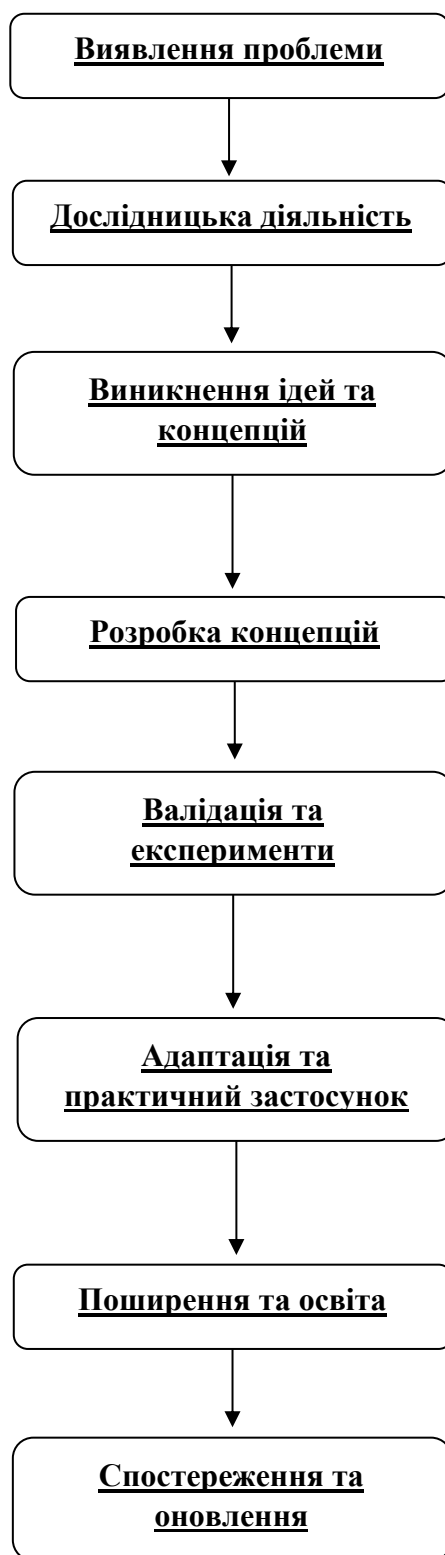 Виявлення проблеми
Дослідницька діяльність
Виникнення ідей та
концепцій
Розробка концепцій
Валідація та
експерименти
Адаптація та
практичний застосунок
Поширення та освіта
Спостереження та
оновлення